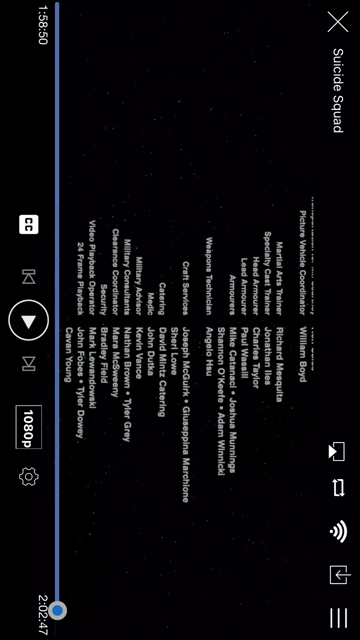 Suicide Squad
Picture Vehicle Coordinator William Boyd
Martial Arts Trainer Richard Mesquita
Specialty Cast Trainer Jonathan Iles
Head Armourer Charles Taylor
Lead Armourer Paul Wassill
Armourers Mike Catanaci • Joshua Munnings
Shannon O'Keefe • Adam Winnicki
Weapons Technician Angelo Hsu
Craft Services Joseph McGuirk • Giuseppina Marchione
Sheri Lowe
Catering David Mintz Catering
Medic John Dutka
Military Advisor Kevin Vance
Military Consultants Nathan Brown • Tyler Grey
Clearance Coordinator Mara McSweeny
Security Bradley Field
Video Playback Operator Mark Lewandowski
24 Frame Playback John Fobes • Tyler Dowey
Caven Young
1:58:50 2:02:47
CC 1080p